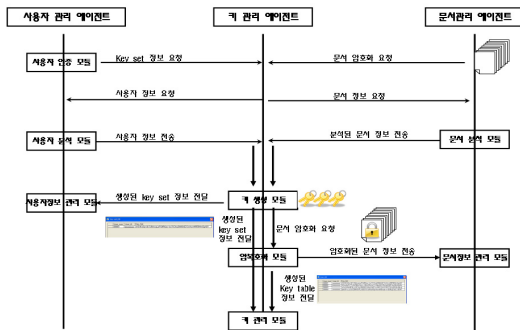 사용자 관리 에이전트
키 관리 에이전트
문서관리 에이전트
Key set 정보 요청
문서 암호화 요청
사용자 인증 모듈
사용자 정보 요청
문서 정보 요청
사용자 정보 전송
분석된 문서 정보 전송
사용자 분석 모듈
문서 분석 모듈
생성된 key set 정보 전달
키 생성 모듈
사용자정보 관리 모듈
생성된
key set
정보 전달
문서 암호화 요청
암복호화 모듈
암호화된 문서 정보 전송
문서정보 관리 모듈
생성된
Key table
정보 전달
키 관리 모듈